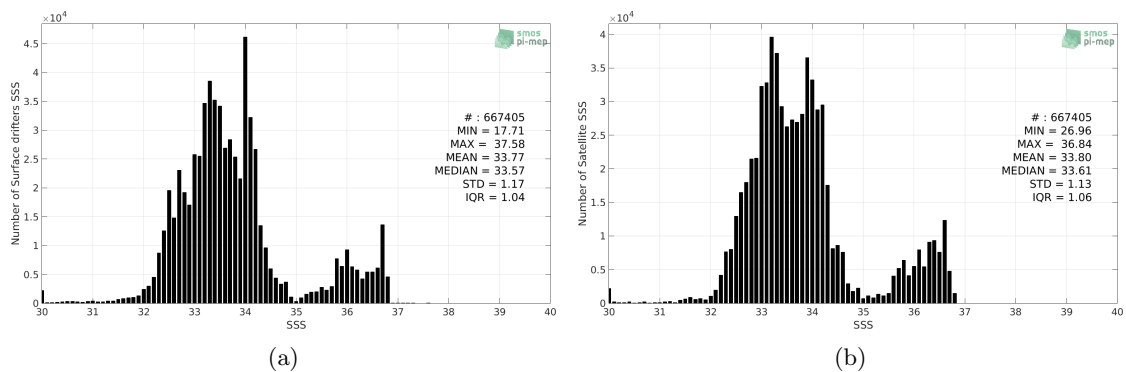 ×10⁴
4.5
4
3.5
3
2.5
2
1.5
1
0.5
0
30 31 32 33 34 35 36 37 38 39 40
SSS
Number of Surface drifters SSS
smos
pi-mep
# : 667405
MIN = 17.71
MAX = 37.58
MEAN = 33.77
MEDIAN = 33.57
STD = 1.17
IQR = 1.04
(a)
×10⁴
4
3.5
3
2.5
2
1.5
1
0.5
0
30 31 32 33 34 35 36 37 38 39 40
SSS
Number of Satellite SSS
smos
pi-mep
# : 667405
MIN = 26.96
MAX = 36.84
MEAN = 33.80
MEDIAN = 33.61
STD = 1.13
IQR = 1.06
(b)